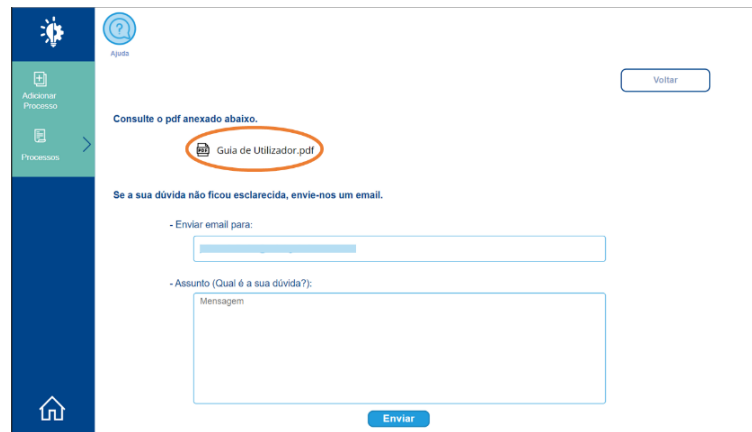 Ajuda
Adicionar
Processo
Processos
Voltar
Consulte o pdf anexado abaixo.
PDF
Guia de Utilizador.pdf
Se a sua dúvida não ficou esclarecida, envie-nos um email.
- Enviar email para:
- Assunto (Qual é a sua dúvida?):
Mensagem
Enviar